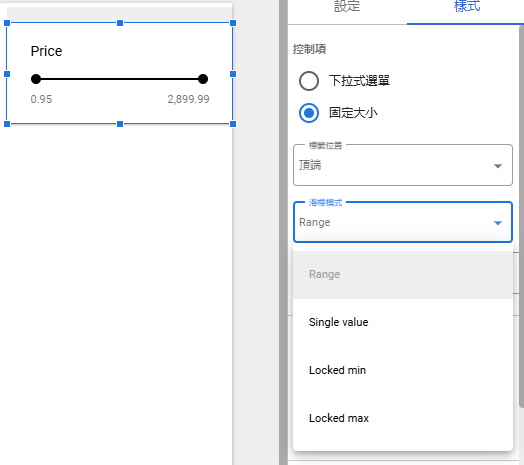 設定
樣式
Price
0.95
2,899.99
控制項
下拉式選單
固定大小
標籤位置
頂端
滑桿模式
Range
Range
Single value
Locked min
Locked max